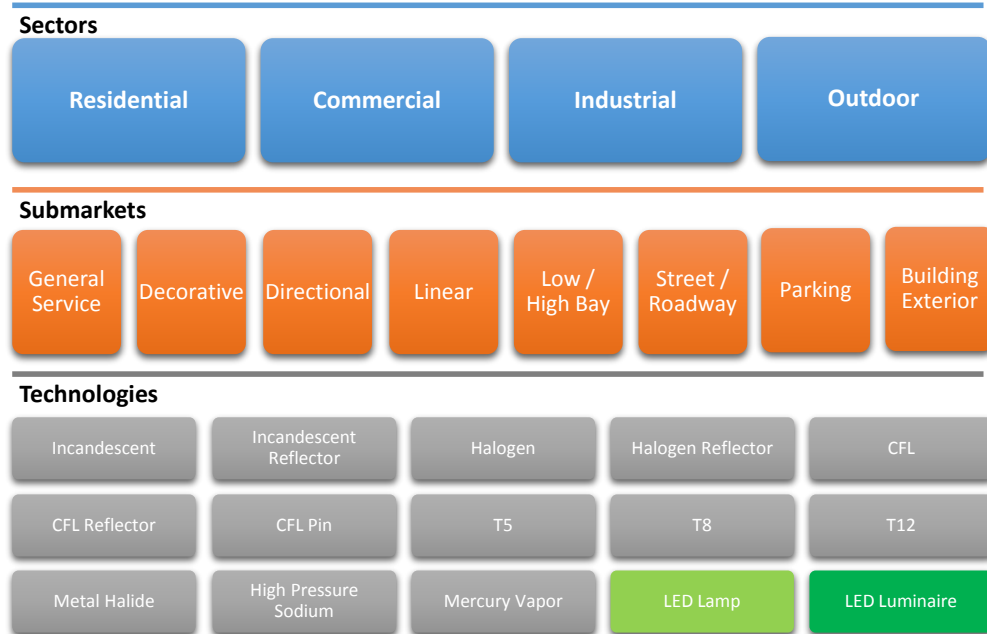 Sectors
Residential
Commercial
Industrial
Outdoor
Submarkets
General
Service
Decorative
Directional
Linear
Low /
High Bay
Street /
Roadway
Parking
Building
Exterior
Technologies
Incandescent
Incandescent
Reflector
Halogen
Halogen Reflector
CFL
CFL Reflector
CFL Pin
T5
T8
T12
Metal Halide
High Pressure
Sodium
Mercury Vapor
LED Lamp
LED Luminaire